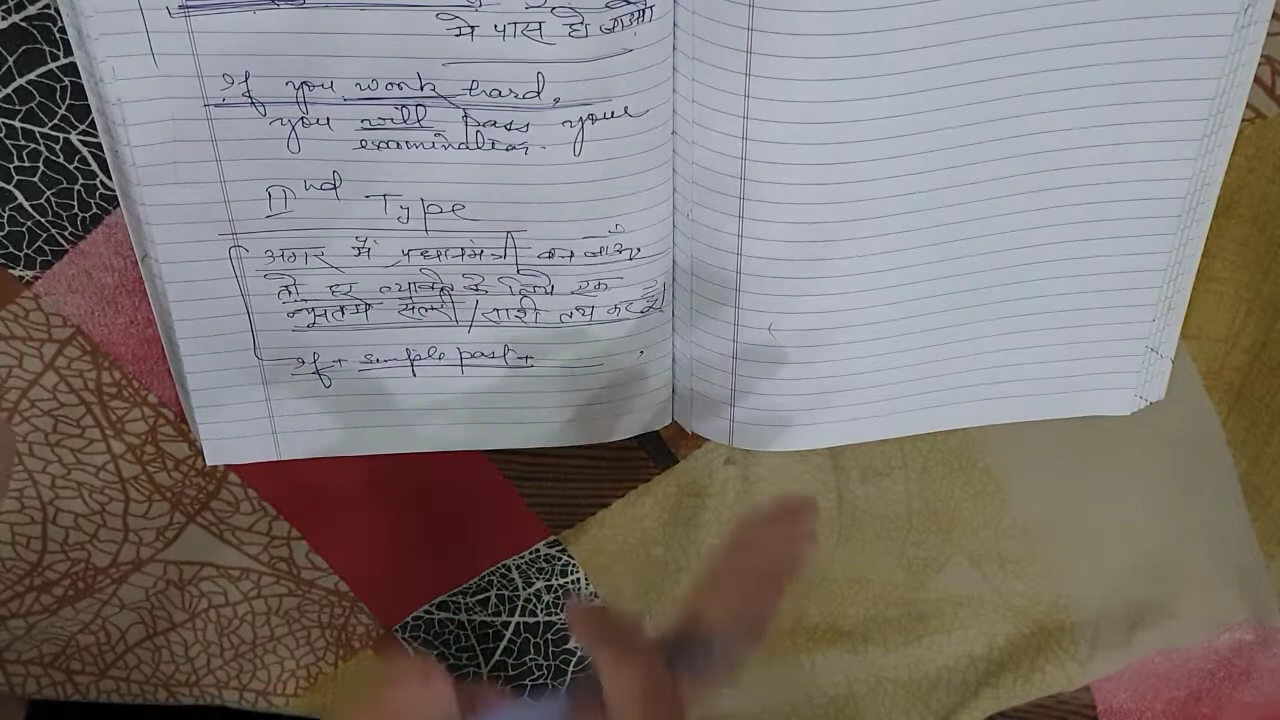 मे पास हो जाओगे
If you work hard,
you will pass your
examination.
IInd Type
अगर मैं प्रधानमंत्री बन जाऊं
तो हर व्यक्ति के लिये एक
न्यूनतम सेलरी / राशी तय कर दूं
If + simple past + ,